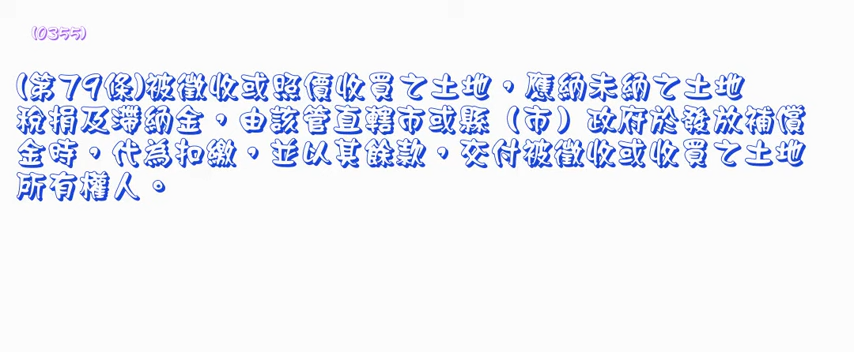 (0355)
(第79條)被徵收或照價收買之土地，應納未納之土地
稅捐及滯納金，由該管直轄市或縣（市）政府於發放補償
金時，代為扣繳，並以其餘款，交付被徵收或收買之土地
所有權人。